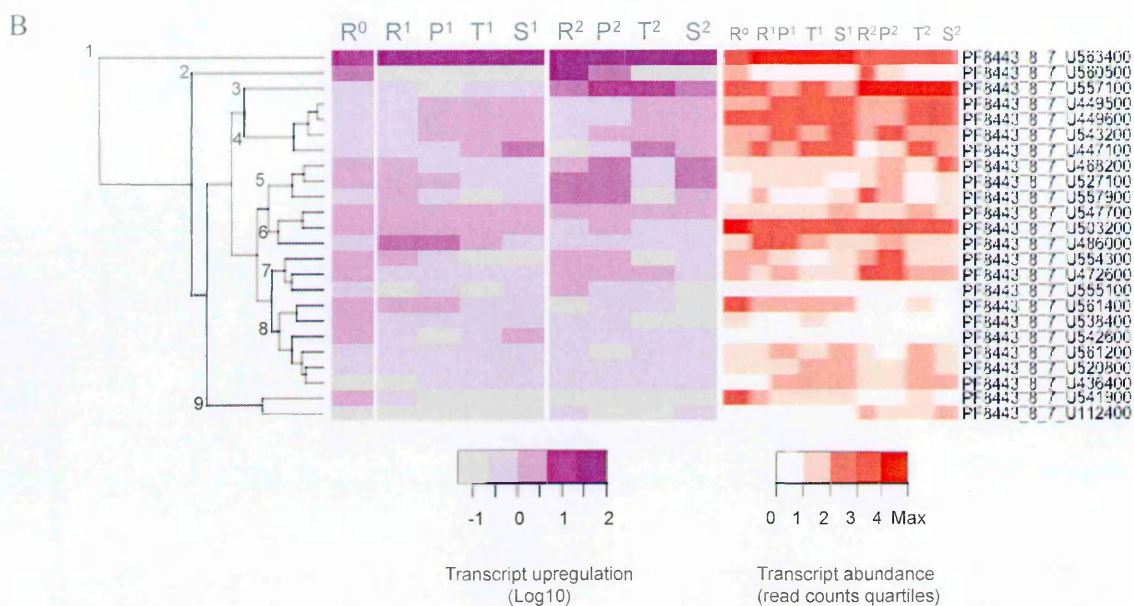 B
R⁰ R¹ P¹ T¹ S¹ R² P² T² S² R⁰ R¹ P¹ T¹ S¹ R² P² T² S²
1
2
3
4
5
6
7
8
9
PF8443_8_7_U563400
PF8443_8_7_U560500
PF8443_8_7_U557100
PF8443_8_7_U449500
PF8443_8_7_U449600
PF8443_8_7_U543200
PF8443_8_7_U447100
PF8443_8_7_U468200
PF8443_8_7_U527100
PF8443_8_7_U557900
PF8443_8_7_U547700
PF8443_8_7_U503200
PF8443_8_7_U486000
PF8443_8_7_U554300
PF8443_8_7_U472600
PF8443_8_7_U555100
PF8443_8_7_U561400
PF8443_8_7_U538400
PF8443_8_7_U542600
PF8443_8_7_U561200
PF8443_8_7_U520800
PF8443_8_7_U436400
PF8443_8_7_U541900
PF8443_8_7_U112400
-1 0 1 2
0 1 2 3 4 Max
Transcript upregulation
(Log10)
Transcript abundance
(read counts quartiles)